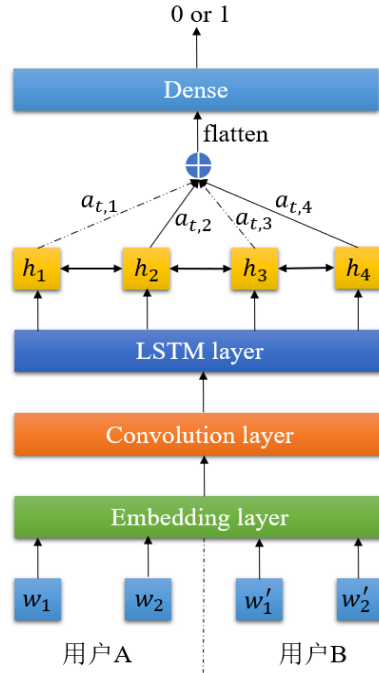 0 or 1
Dense
flatten
a_{t,1} a_{t,2} a_{t,3} a_{t,4}
h_1 h_2 h_3 h_4
LSTM layer
Convolution layer
Embedding layer
w_1 w_2 w'_1 w'_2
用户A 用户B